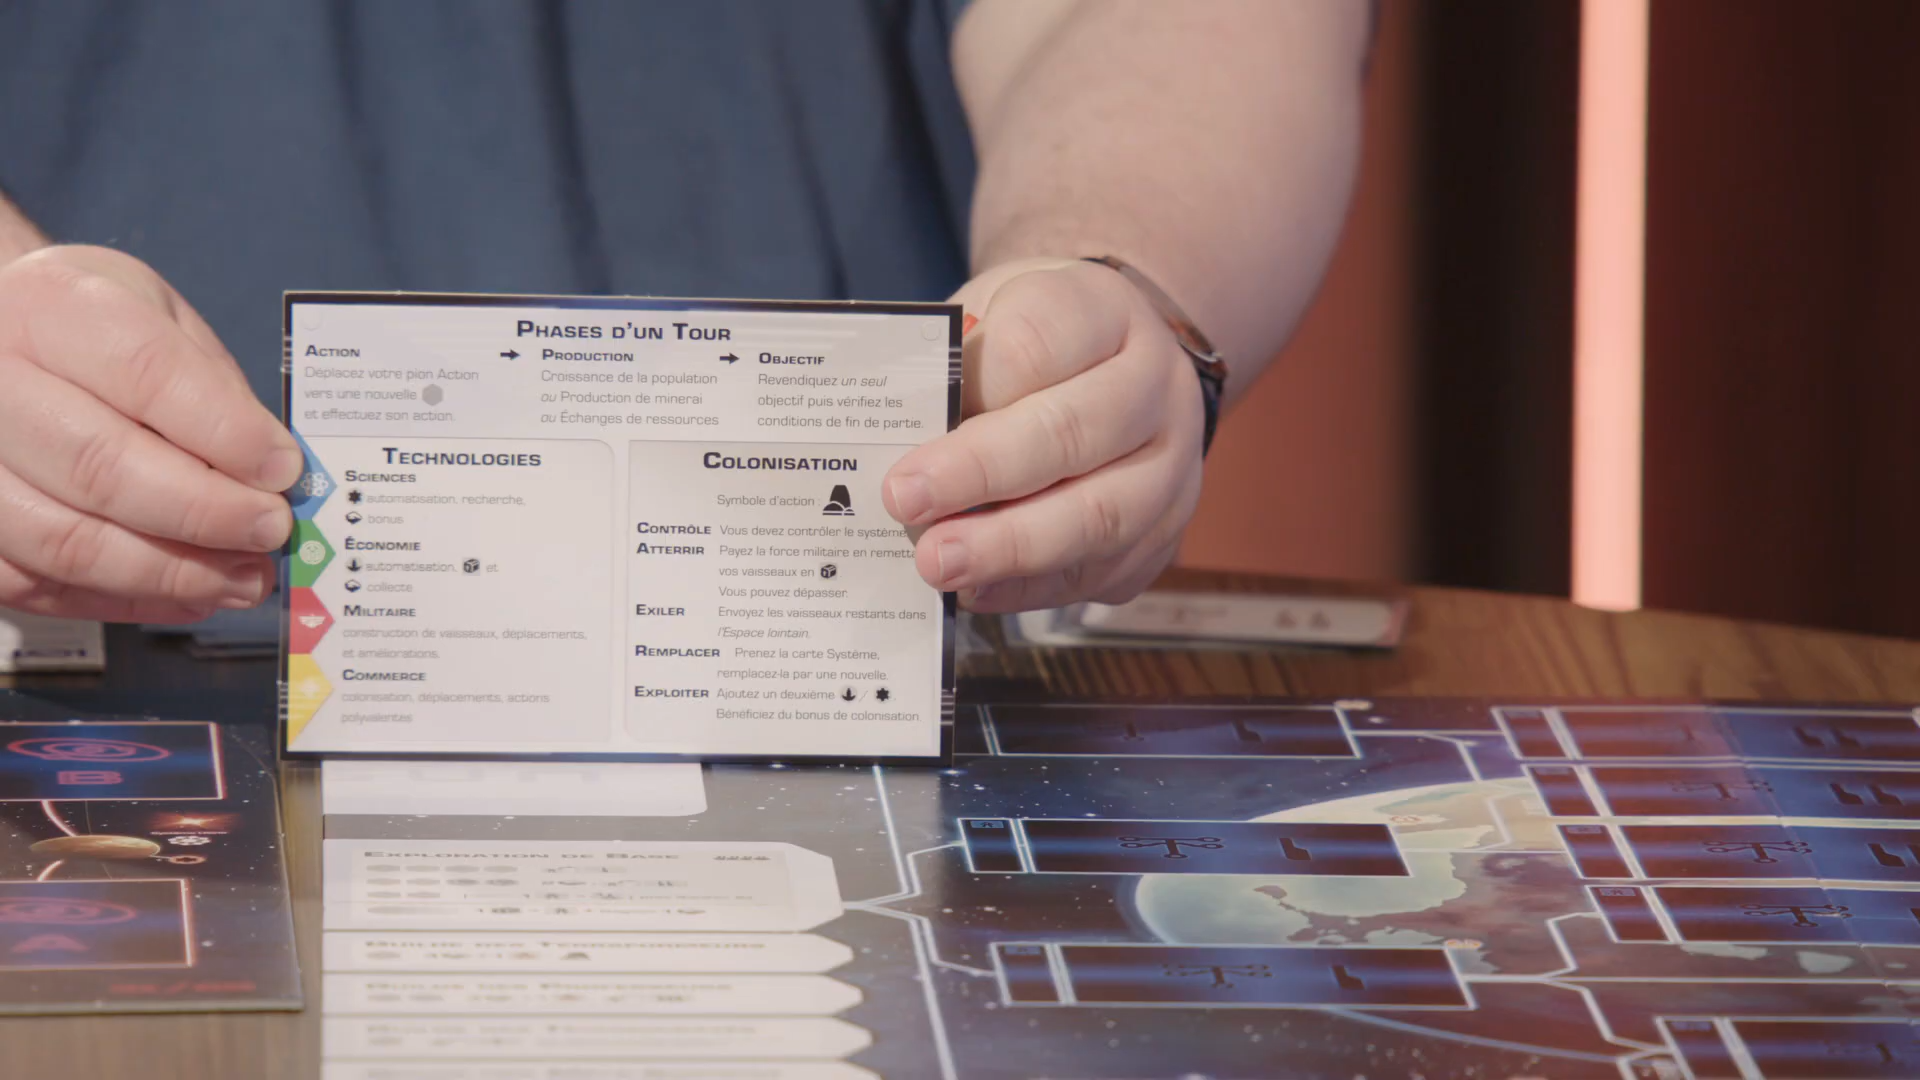 PHASES D'UN TOUR
ACTION
Déplacez votre pion Action
vers une nouvelle
et effectuez son action.
PRODUCTION
Croissance de la population
ou Production de minerai
ou Échanges de ressources
OBJECTIF
Revendiquez un seul
objectif puis vérifiez les
conditions de fin de partie.
TECHNOLOGIES
SCIENCES
automatisation, recherche,
bonus
ÉCONOMIE
automatisation, et
collecte
MILITAIRE
construction de vaisseaux, déplacements,
et améliorations.
COMMERCE
colonisation, déplacements, actions
polyvalentes
COLONISATION
Symbole d'action :
CONTRÔLE Vous devez contrôler le système
ATTERRIR Payez la force militaire en remett
vos vaisseaux en
Vous pouvez dépasser.
EXILER Envoyez les vaisseaux restants dans
l'Espace lointain.
REMPLACER Prenez la carte Système,
remplacez-la par une nouvelle.
EXPLOITER Ajoutez un deuxième /
Bénéficiez du bonus de colonisation.
B
A
EXPLORATION DE BASE